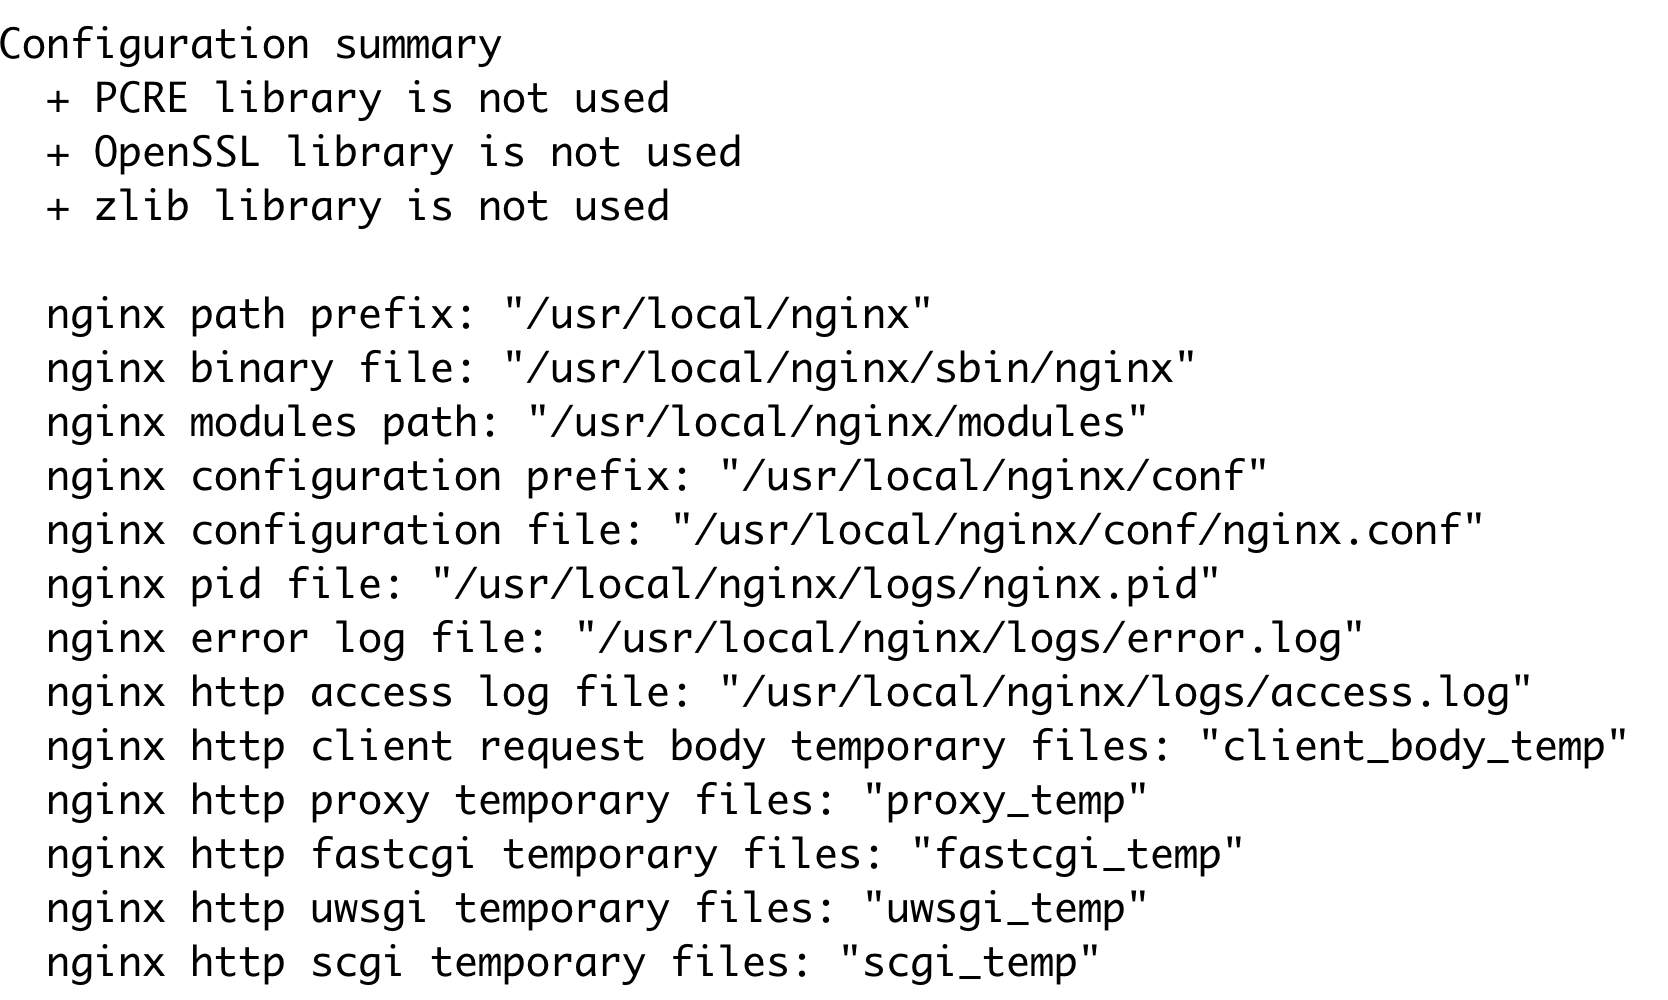 Configuration summary
  + PCRE library is not used
  + OpenSSL library is not used
  + zlib library is not used

  nginx path prefix: "/usr/local/nginx"
  nginx binary file: "/usr/local/nginx/sbin/nginx"
  nginx modules path: "/usr/local/nginx/modules"
  nginx configuration prefix: "/usr/local/nginx/conf"
  nginx configuration file: "/usr/local/nginx/conf/nginx.conf"
  nginx pid file: "/usr/local/nginx/logs/nginx.pid"
  nginx error log file: "/usr/local/nginx/logs/error.log"
  nginx http access log file: "/usr/local/nginx/logs/access.log"
  nginx http client request body temporary files: "client_body_temp"
  nginx http proxy temporary files: "proxy_temp"
  nginx http fastcgi temporary files: "fastcgi_temp"
  nginx http uwsgi temporary files: "uwsgi_temp"
  nginx http scgi temporary files: "scgi_temp"